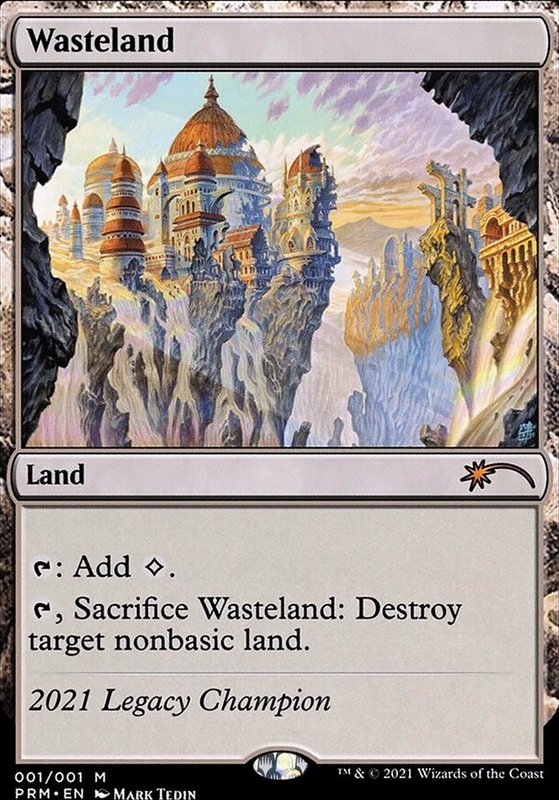 Wasteland
Land
: Add .
, Sacrifice Wasteland: Destroy
target nonbasic land.
2021 Legacy Champion
001/001 M
PRM • EN Mark Tedin
™ & © 2021 Wizards of the Coast